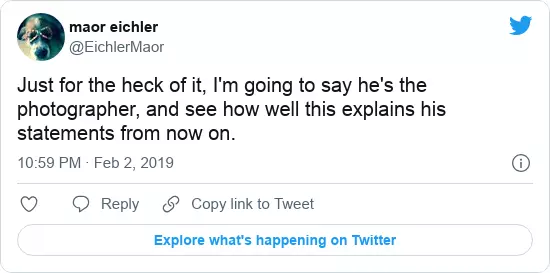 maor eichler
@EichlerMaor
Just for the heck of it, I'm going to say he's the
photographer, and see how well this explains his
statements from now on.
10:59 PM · Feb 2, 2019
Reply
Copy link to Tweet
Explore what's happening on Twitter